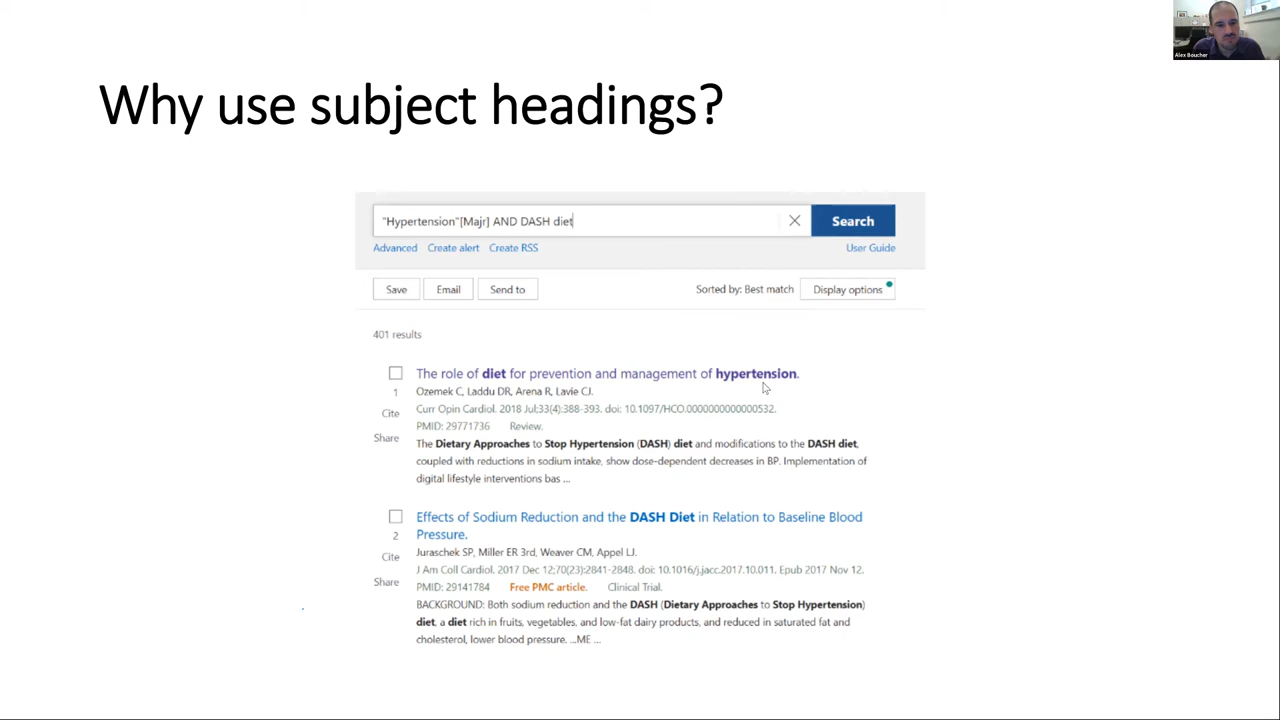 Alex Boucher
Why use subject headings?
"Hypertension"[Majr] AND DASH diet
Search
Advanced Create alert Create RSS
User Guide
Save Email Send to
Sorted by: Best match
Display options
401 results
The role of diet for prevention and management of hypertension.
1
Ozemek C, Laddu DR, Arena R, Lavie CJ.
Cite
Curr Opin Cardiol. 2018 Jul;33(4):388-393. doi: 10.1097/HCO.0000000000000532.
PMID: 29771736 Review.
Share
The Dietary Approaches to Stop Hypertension (DASH) diet and modifications to the DASH diet,
coupled with reductions in sodium intake, show dose-dependent decreases in BP. Implementation of
digital lifestyle interventions bas ...
Effects of Sodium Reduction and the DASH Diet in Relation to Baseline Blood
Pressure.
2
Juraschek SP, Miller ER 3rd, Weaver CM, Appel LJ.
Cite
J Am Coll Cardiol. 2017 Dec 12;70(23):2841-2848. doi: 10.1016/j.jacc.2017.10.011. Epub 2017 Nov 12.
Share
PMID: 29141784 Free PMC article. Clinical Trial.
BACKGROUND: Both sodium reduction and the DASH (Dietary Approaches to Stop Hypertension)
diet, a diet rich in fruits, vegetables, and low-fat dairy products, and reduced in saturated fat and
cholesterol, lower blood pressure. ...ME ...